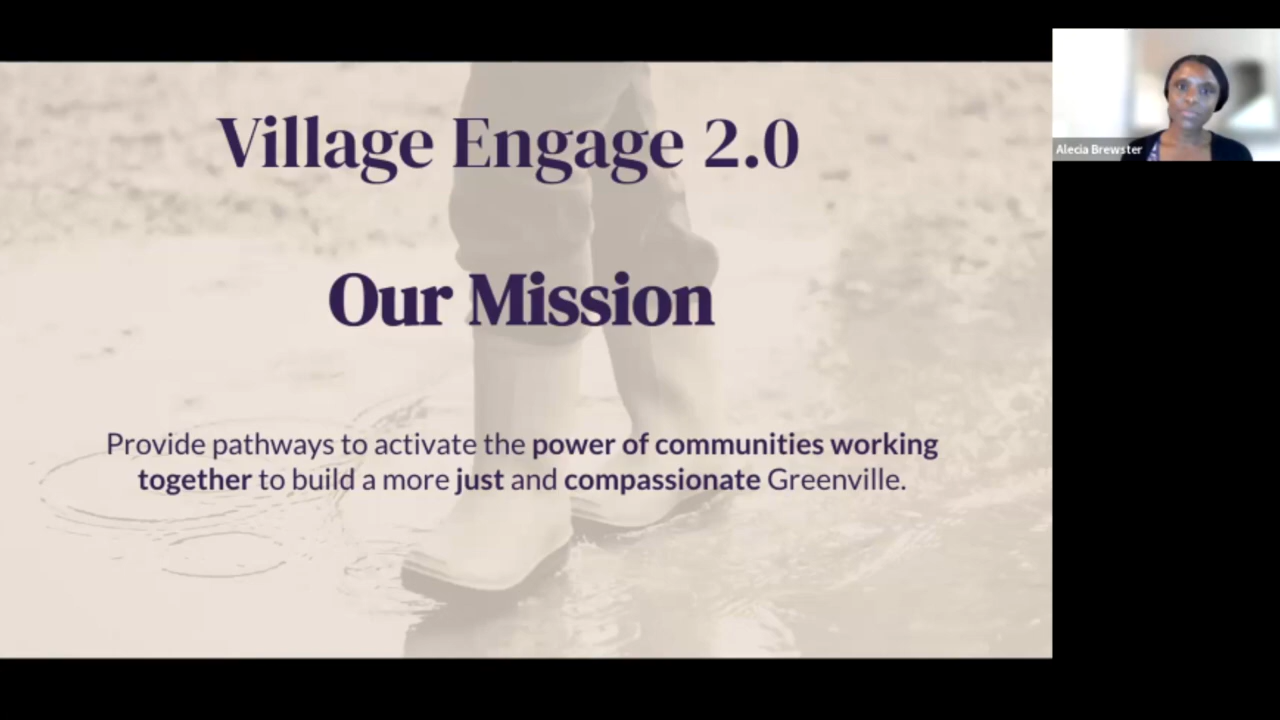 Village Engage 2.0
Our Mission
Provide pathways to activate the power of communities working
together to build a more just and compassionate Greenville.
Alecia Brewster